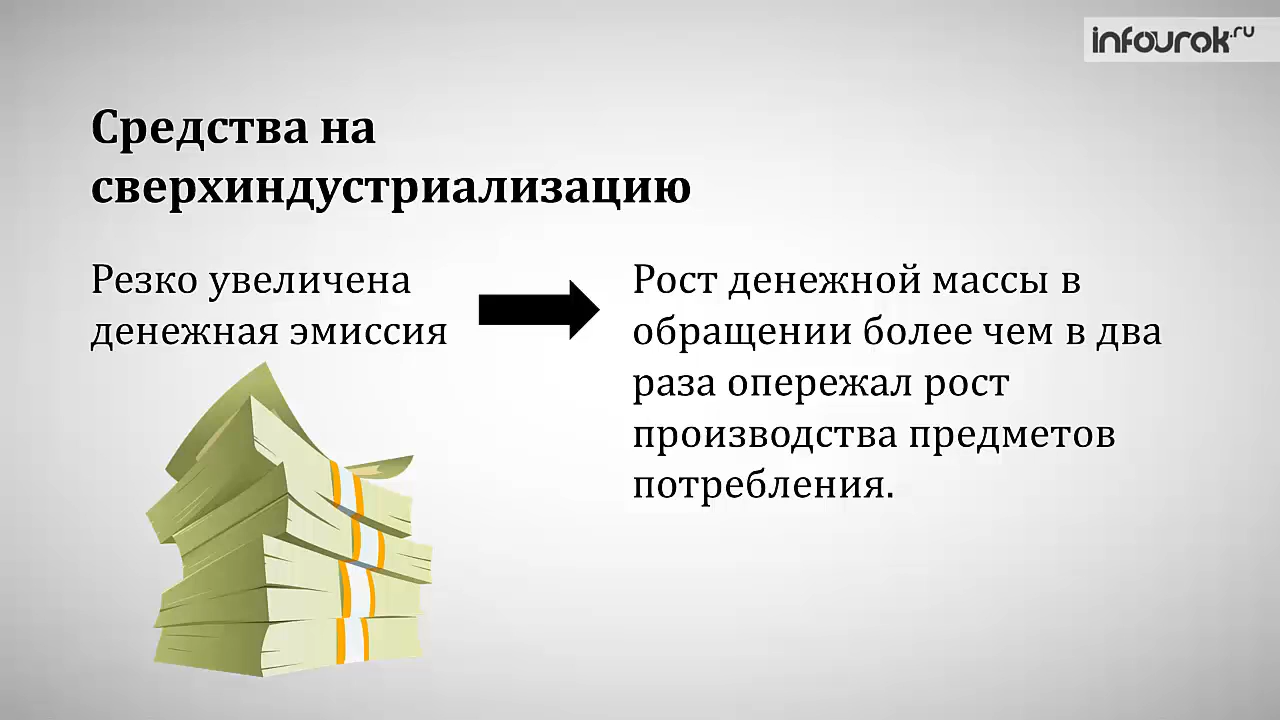 infourok.ru
Средства на
сверхиндустриализацию
Резко увеличена
денежная эмиссия
Рост денежной массы в
обращении более чем в два
раза опережал рост
производства предметов
потребления.